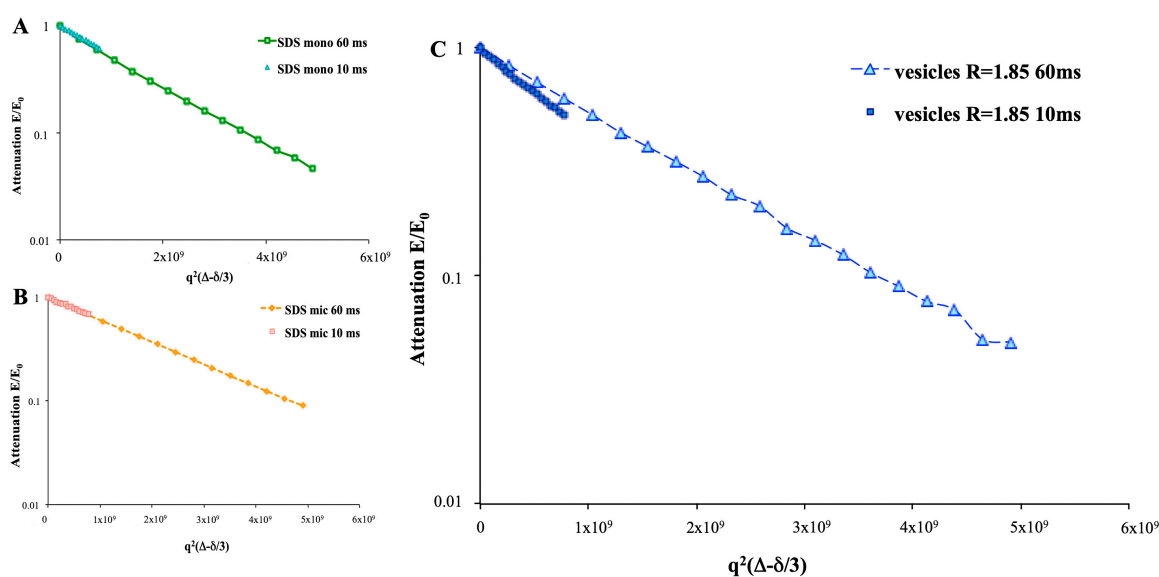 A
1
0.1
0.01
Attenuation E/E₀
SDS mono 60 ms
SDS mono 10 ms
0
2x10⁹
4x10⁹
6x10⁹
q²(Δ-δ/3)
B
1
0.1
0.01
Attenuation E/E₀
SDS mic 60 ms
SDS mic 10 ms
0
1x10⁹
2x10⁹
3x10⁹
4x10⁹
5x10⁹
6x10⁹
q²(Δ-δ/3)
C
1
0.1
0.01
Attenuation E/E₀
vesicles R=1.85 60ms
vesicles R=1.85 10ms
0
1x10⁹
2x10⁹
3x10⁹
4x10⁹
5x10⁹
6x10⁹
q²(Δ-δ/3)